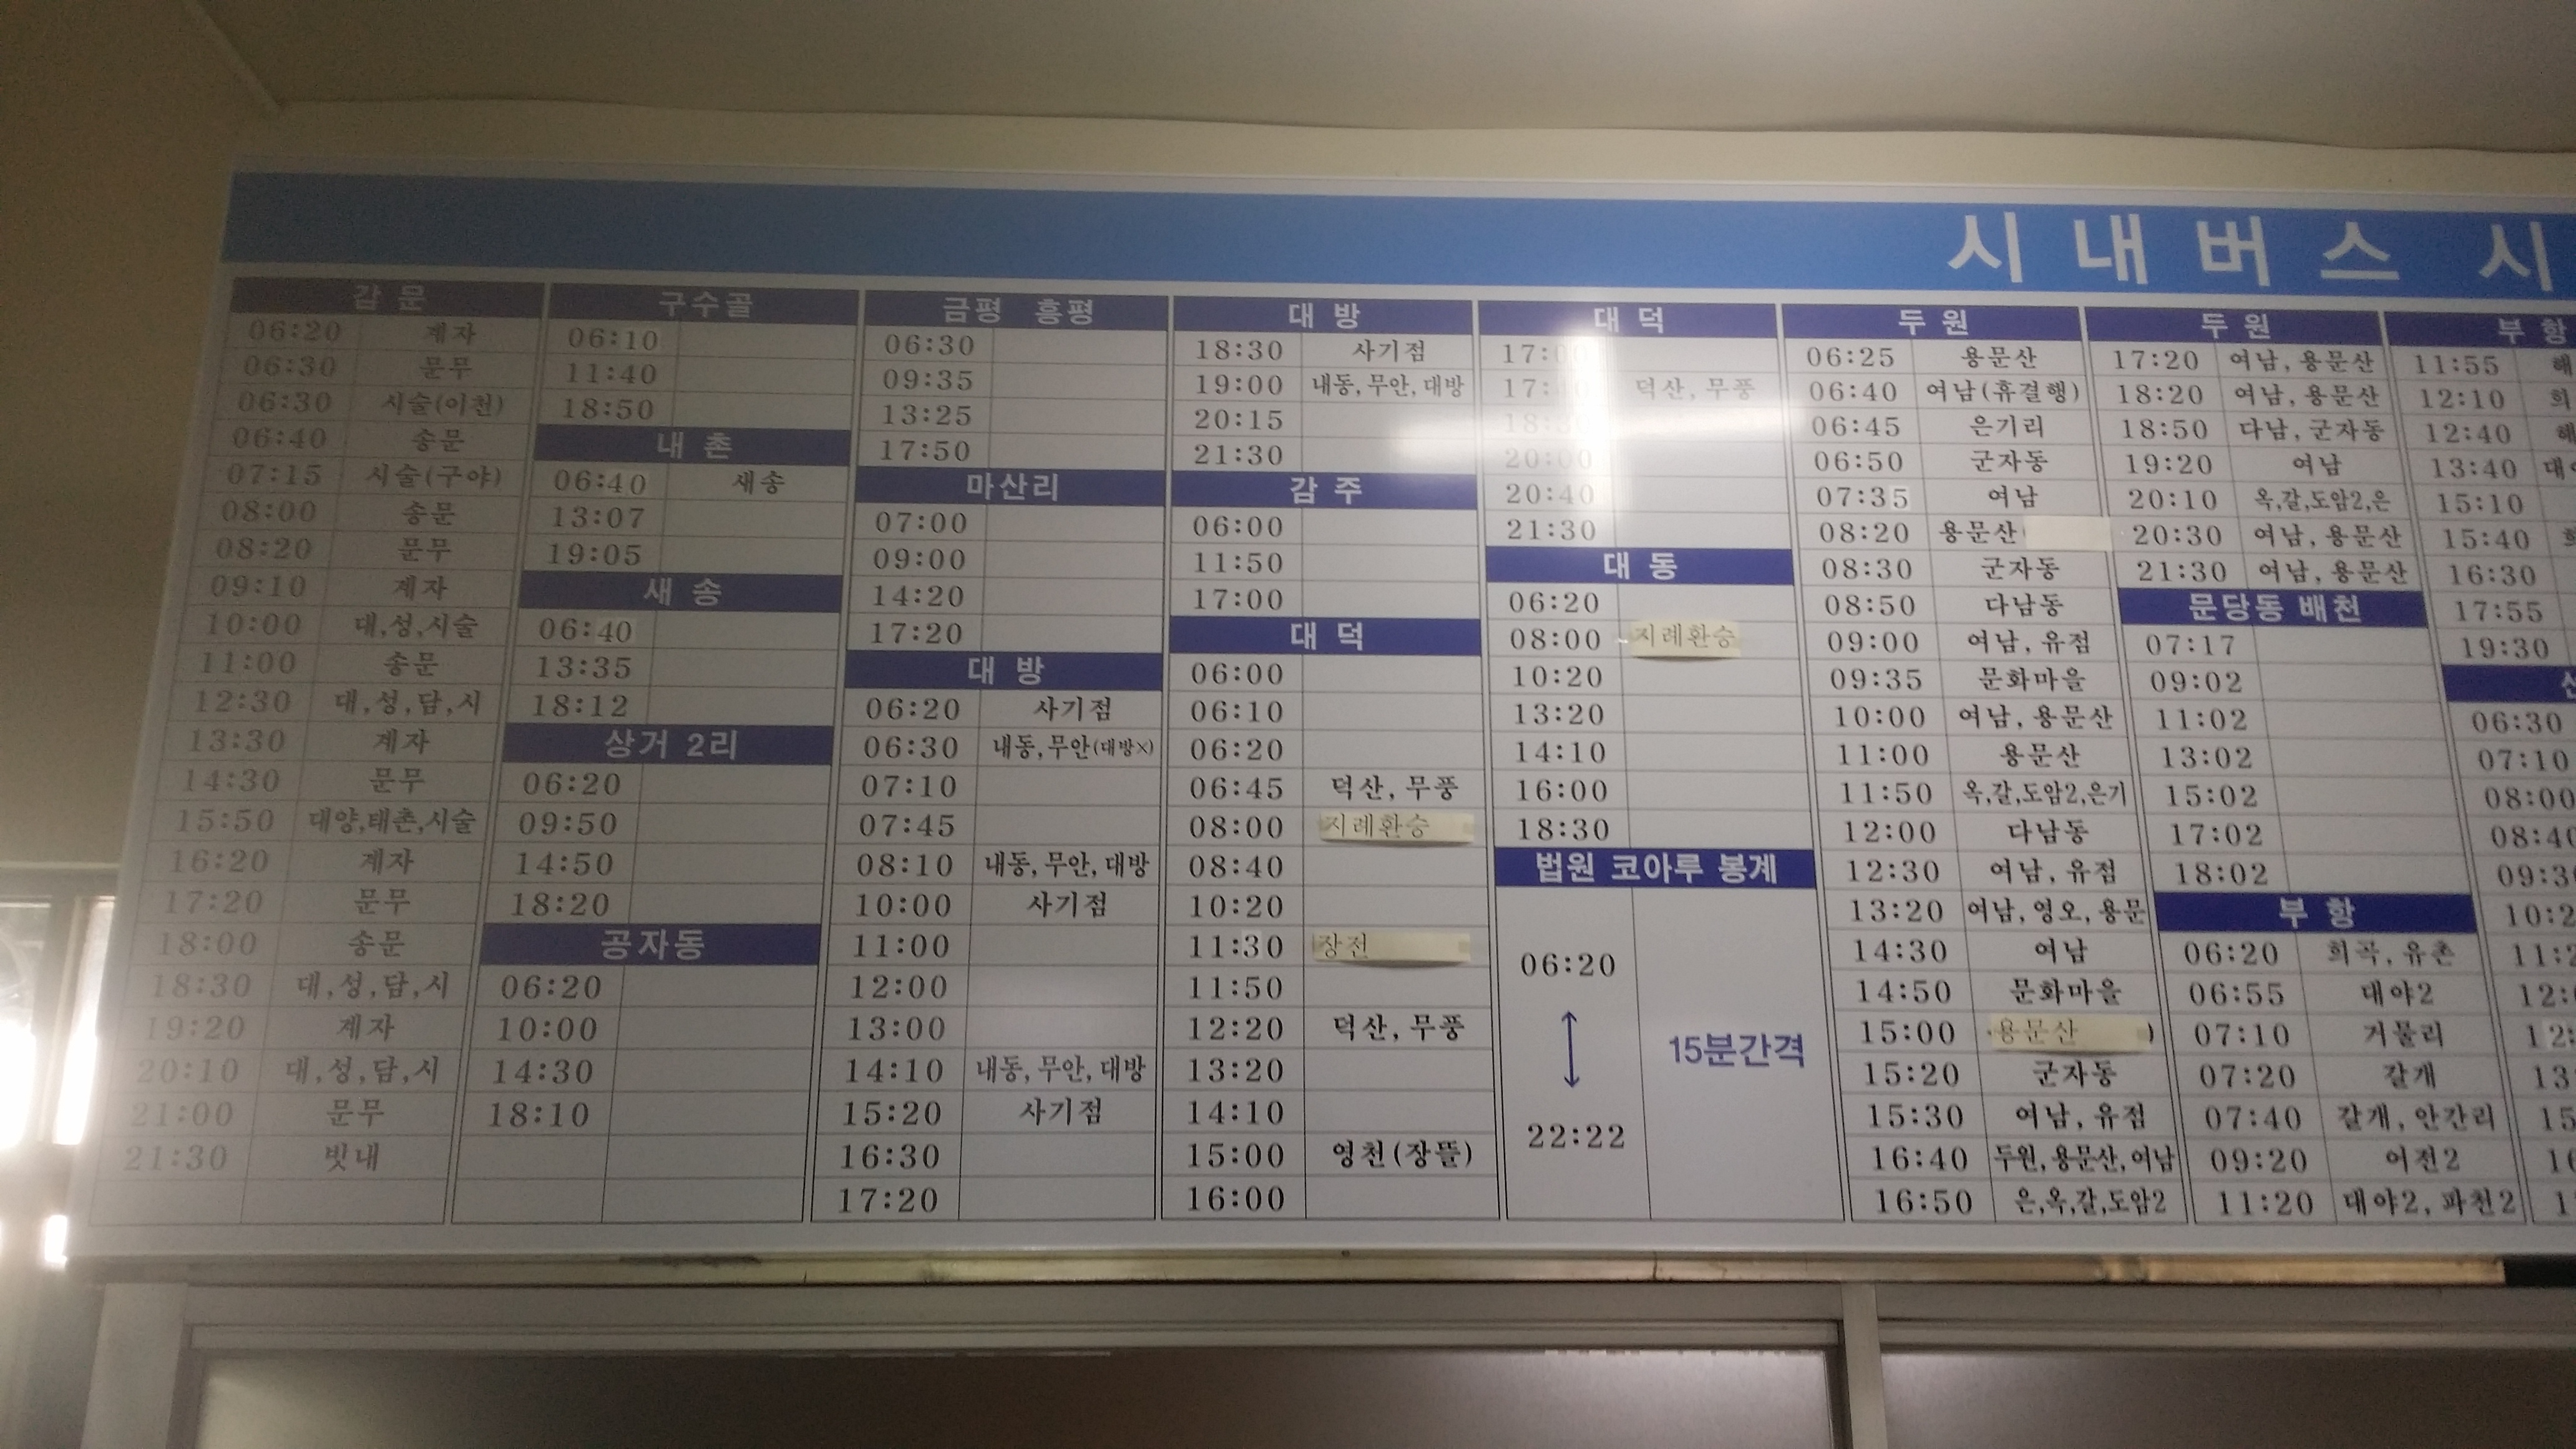 시내버스 시
감문
06:20 계자
06:30 문무
06:30 시술(이천)
06:40 송문
07:15 시술(구야)
08:00 송문
08:20 문무
09:10 계자
10:00 대,성,시술
11:00 송문
12:30 대,성,담,시
13:30 계자
14:30 문무
15:50 대양,태촌,시술
16:20 계자
17:20 문무
18:00 송문
18:30 대,성,담,시
19:20 계자
20:10 대,성,담,시
21:00 문무
21:30 빗내
구수골
06:10
11:40
18:50
내촌
06:40 새송
13:07
19:05
새송
06:40
13:35
18:12
상거 2리
06:20
09:50
14:50
18:20
공자동
06:20
10:00
14:30
18:10
금평 흥평
06:30
09:35
13:25
17:50
마산리
07:00
09:00
14:20
17:20
대방
06:20 사기점
06:30 내동,무안(대방×)
07:10
07:45
08:10 내동,무안,대방
10:00 사기점
11:00
12:00
13:00
14:10 내동,무안,대방
15:20 사기점
16:30
17:20
대방
18:30 사기점
19:00 내동,무안,대방
20:15
21:30
감주
06:00
11:50
17:00
대덕
06:00
06:10
06:20
06:45 덕산,무풍
08:00 지례환승
08:40
10:20
11:30 장전
11:50
12:20 덕산,무풍
13:20
14:10
15:00 영천(장뜰)
16:00
대덕
덕산,무풍
20:00
20:40
21:30
대동
06:20
08:00 지례환승
10:20
13:20
14:10
16:00
18:30
법원 코아루 봉계
06:20
↕ 15분간격
22:22
두원
06:25 용문산
06:40 여남(휴결행)
06:45 은기리
06:50 군자동
07:35 여남
08:20 용문산
08:30 군자동
08:50 다남동
09:00 여남,유점
09:35 문화마을
10:00 여남,용문산
11:00 용문산
11:50 옥,갈,도암2,은기
12:00 다남동
12:30 여남,유점
13:20 여남,영오,용문
14:30 여남
14:50 문화마을
15:00 용문산 )
15:20 군자동
15:30 여남,유점
16:40 두원,용문산,여남
16:50 은,옥,갈,도암2
두원
17:20 여남,용문산
18:20 여남,용문산
18:50 다남,군자동
19:20 여남
20:10 옥,갈,도암2,은
20:30 여남,용문산
21:30 여남,용문산
문당동 배천
07:17
09:02
11:02
13:02
15:02
17:02
18:02
부항
06:20 희곡,유촌
06:55 대야2
07:10 거물리
07:20 갈개
07:40 갈개,안간리
09:20 어전2
11:20 대야2,파천2
부항
11:55
12:10
12:40
13:40
15:10
15:40
16:30
17:55
19:30
06:30
07:10
08:00